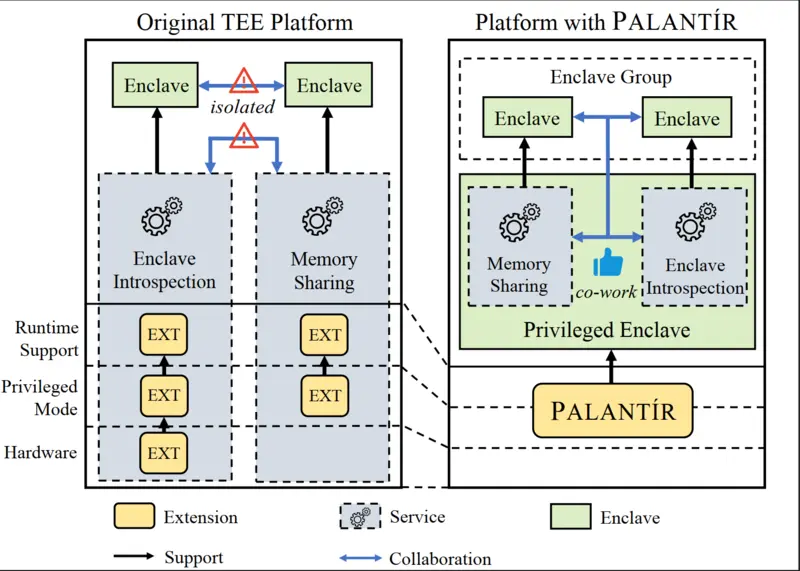 Original TEE Platform
Enclave
Enclave
isolated
Enclave
Introspection
Memory
Sharing
Runtime
Support
EXT
EXT
Privileged
Mode
EXT
EXT
Hardware
EXT
Platform with PALANTÍR
Enclave Group
Enclave
Enclave
Memory
Sharing
co-work
Enclave
Introspection
Privileged Enclave
PALANTÍR
Extension
Service
Enclave
Support
Collaboration